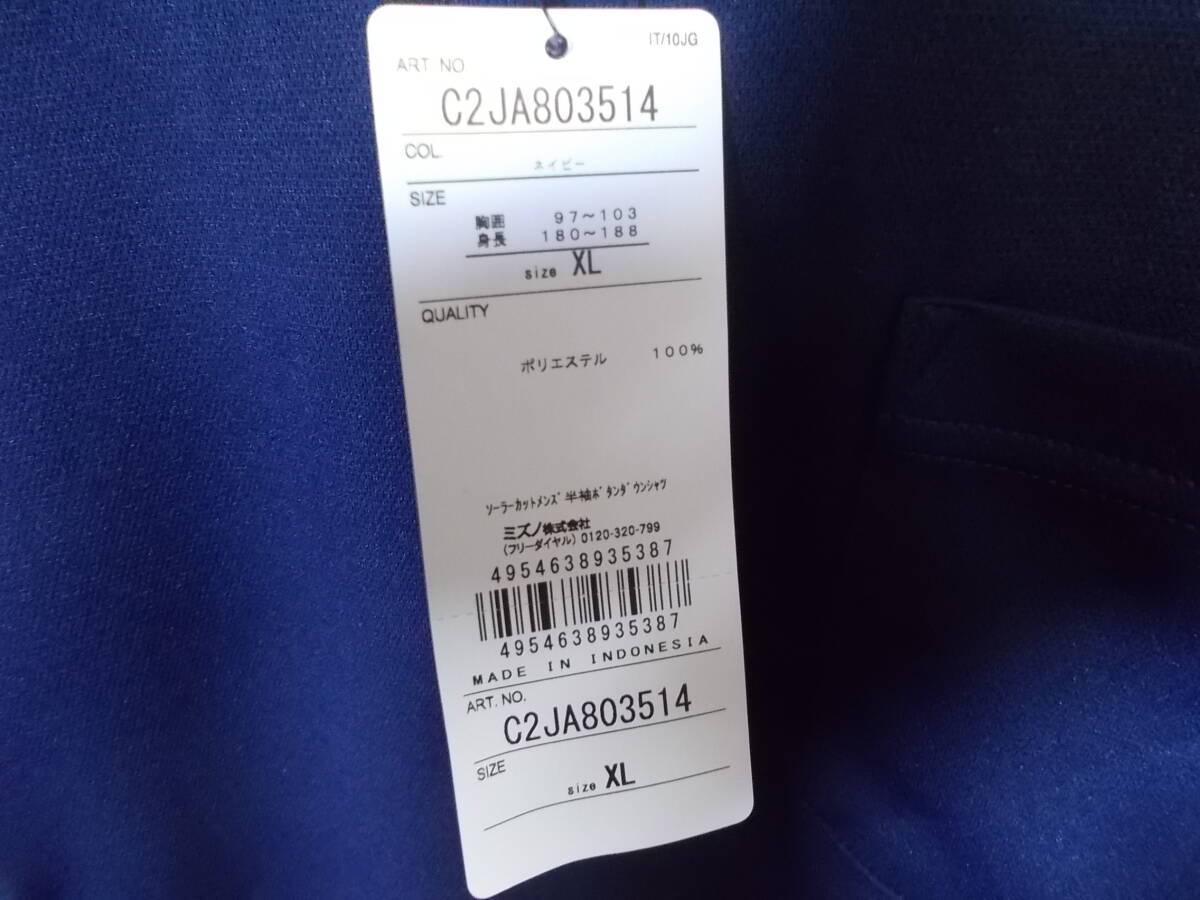 IT/10JG
ART NO
C2JA803514
COL.
ネイビー
SIZE
胸囲 97～103
身長 180～188
size XL
QUALITY
ポリエステル 100%
ｿｰﾗｰｶｯﾄﾒﾝｽﾞ半袖ﾎﾞﾀﾝﾀﾞｳﾝｼｬﾂ
ミズノ株式会社
(フリーダイヤル) 0120-320-799
4954638935387
4954638935387
MADE IN INDONESIA
ART. NO.
C2JA803514
SIZE
size XL